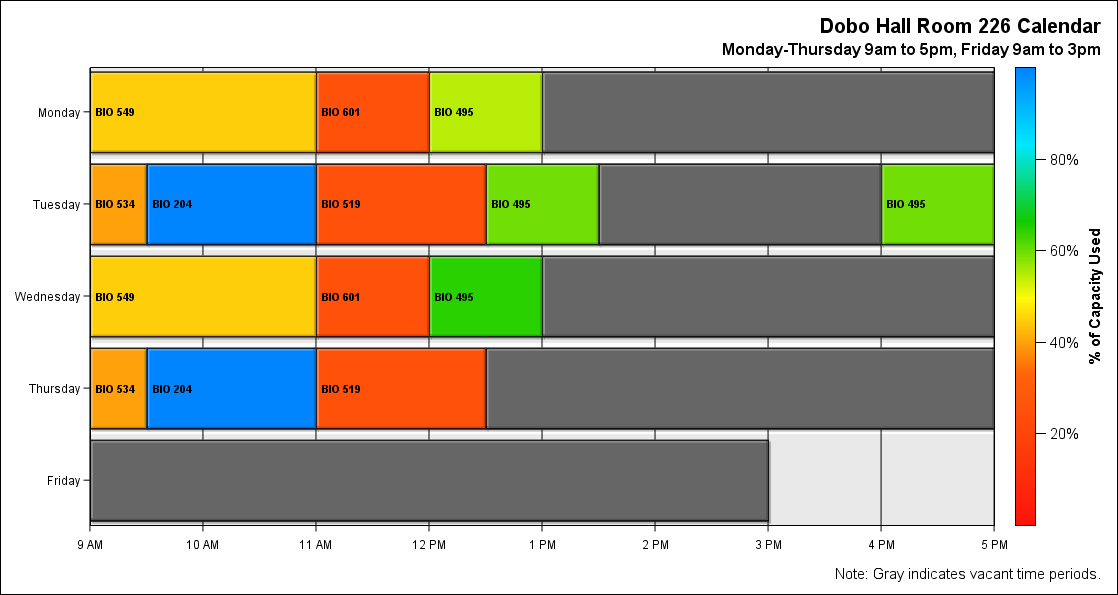 Dobo Hall Room 226 Calendar
Monday-Thursday 9am to 5pm, Friday 9am to 3pm
Monday
BIO 549
BIO 601
BIO 495
Tuesday
BIO 534
BIO 204
BIO 519
BIO 495
BIO 495
Wednesday
BIO 549
BIO 601
BIO 495
Thursday
BIO 534
BIO 204
BIO 519
Friday
9 AM
10 AM
11 AM
12 PM
1 PM
2 PM
3 PM
4 PM
5 PM
80%
60%
40%
20%
% of Capacity Used
Note: Gray indicates vacant time periods.